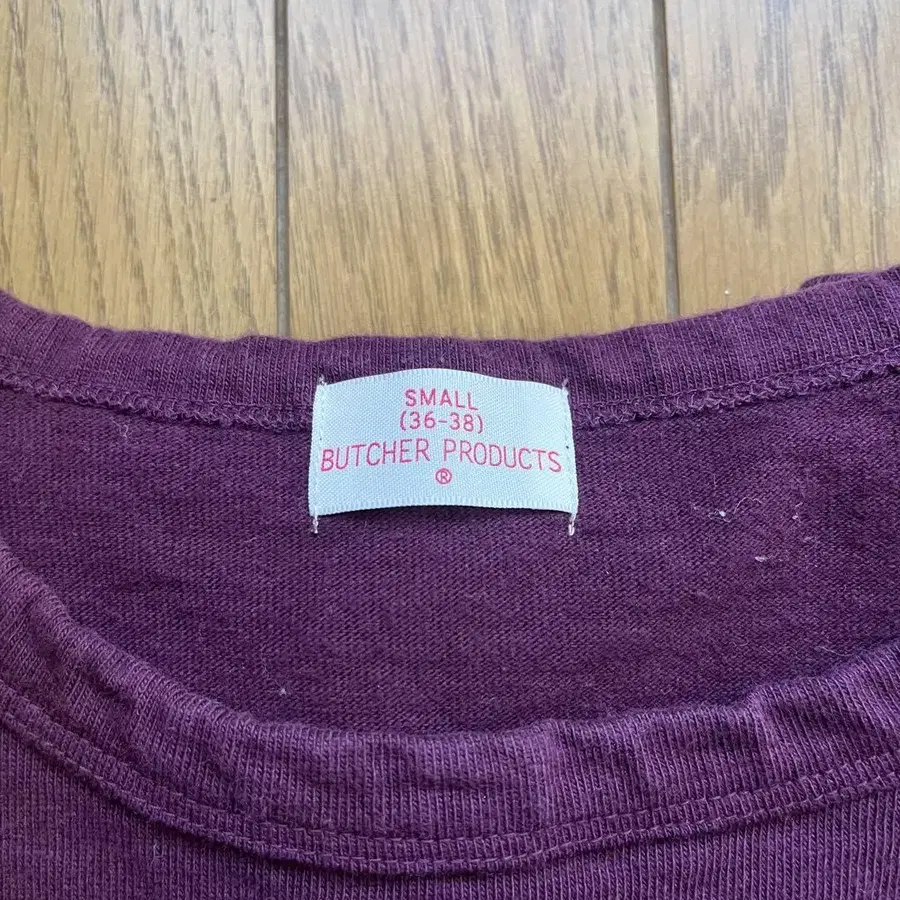 SMALL
(36-38)
BUTCHER PRODUCTS
®